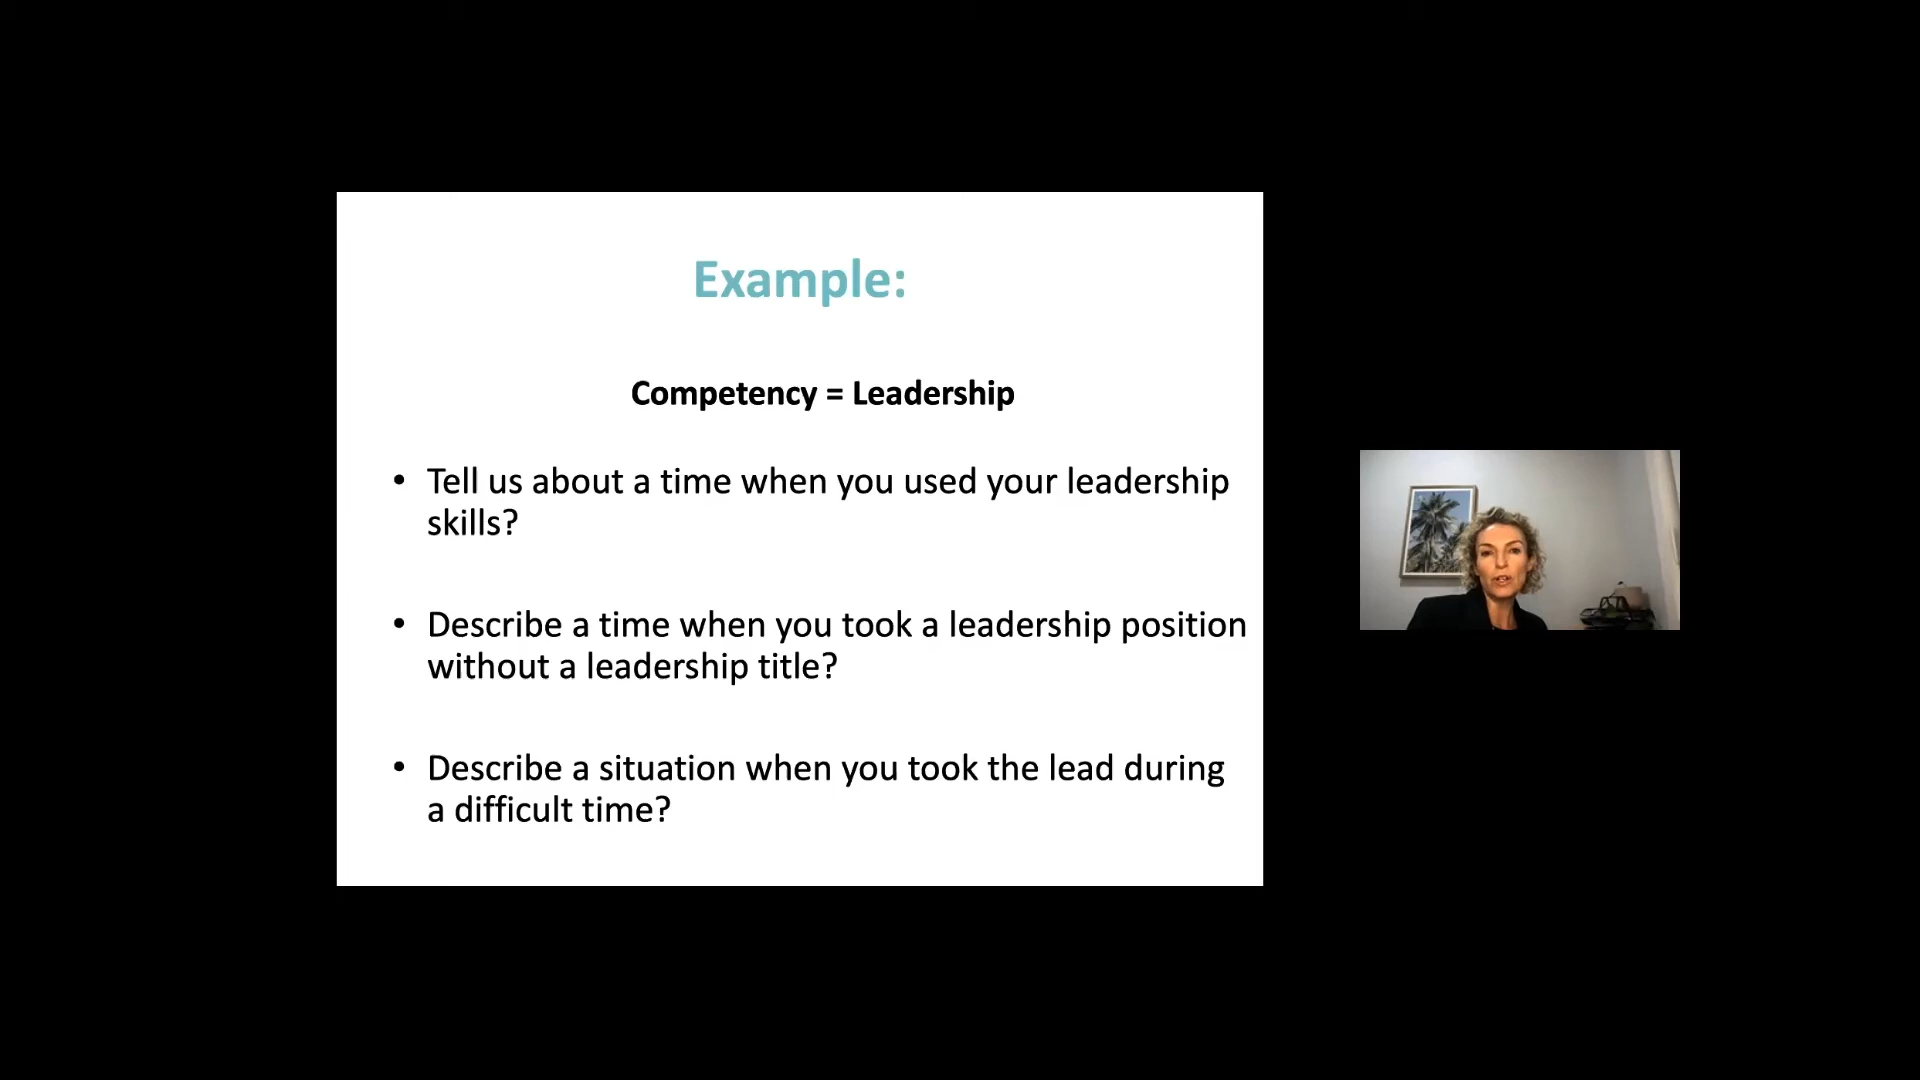 Example:
Competency = Leadership
• Tell us about a time when you used your leadership
skills?
• Describe a time when you took a leadership position
without a leadership title?
• Describe a situation when you took the lead during
a difficult time?